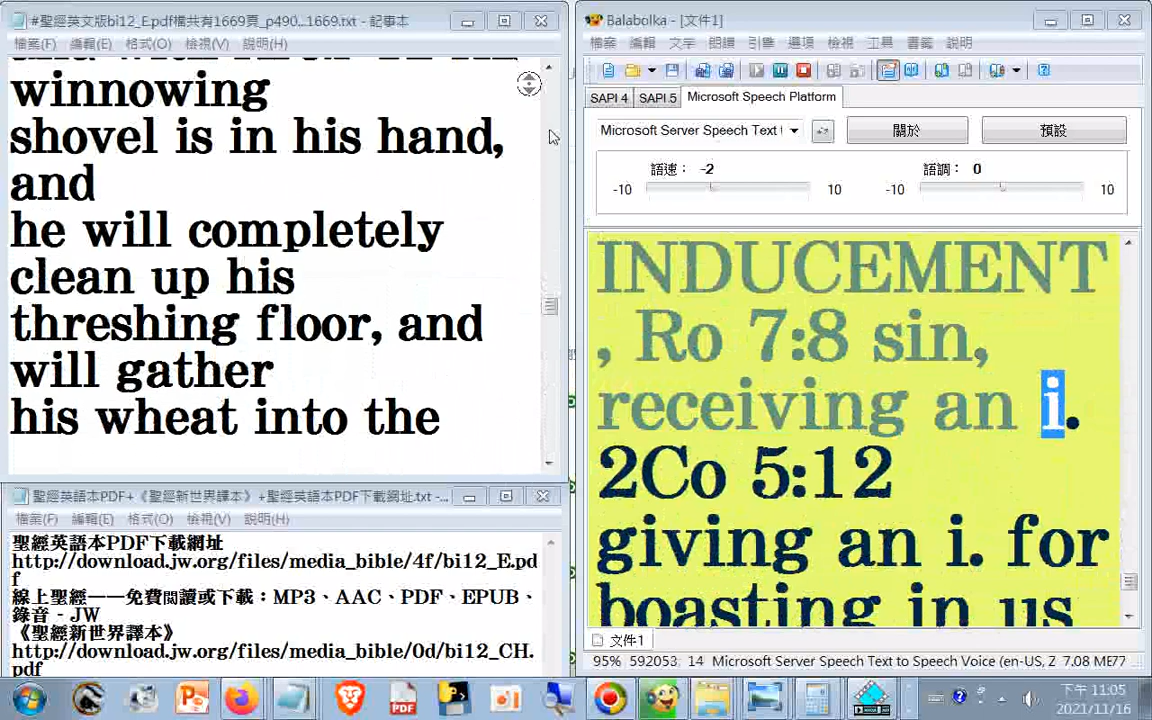 #聖經英文版bi12_E.pdf橫共有1669頁_p490...1669.txt - 記事本
檔案(F) 編輯(E) 格式(O) 檢視(V) 說明(H)
winnowing
shovel is in his hand,
and
he will completely
clean up his
threshing floor, and
will gather
his wheat into the
聖經英語本PDF+《聖經新世界譯本》+聖經英語本PDF下載網址.txt -...
檔案(F) 編輯(E) 格式(O) 檢視(V) 說明(H)
聖經英語本PDF下載網址
http://download.jw.org/files/media_bible/4f/bi12_E.pd
f
線上聖經——免費閱讀或下載：MP3、AAC、PDF、EPUB、
錄音 - JW
《聖經新世界譯本》
http://download.jw.org/files/media_bible/0d/bi12_CH.
pdf
Balabolka - [文件1]
檔案 編輯 文字 朗讀 引擎 選項 檢視 工具 書籤 說明
SAPI 4 SAPI 5 Microsoft Speech Platform
Microsoft Server Speech Text 關於 預設
語速： -2 語調： 0
-10 10 -10 10
INDUCEMENT
, Ro 7:8 sin,
receiving an i.
2Co 5:12
giving an i. for
boasting in us
文件1
95% 592053, 14 Microsoft Server Speech Text to Speech Voice (en-US, Z 7.08 ME77
下午 11:05
2021/11/16